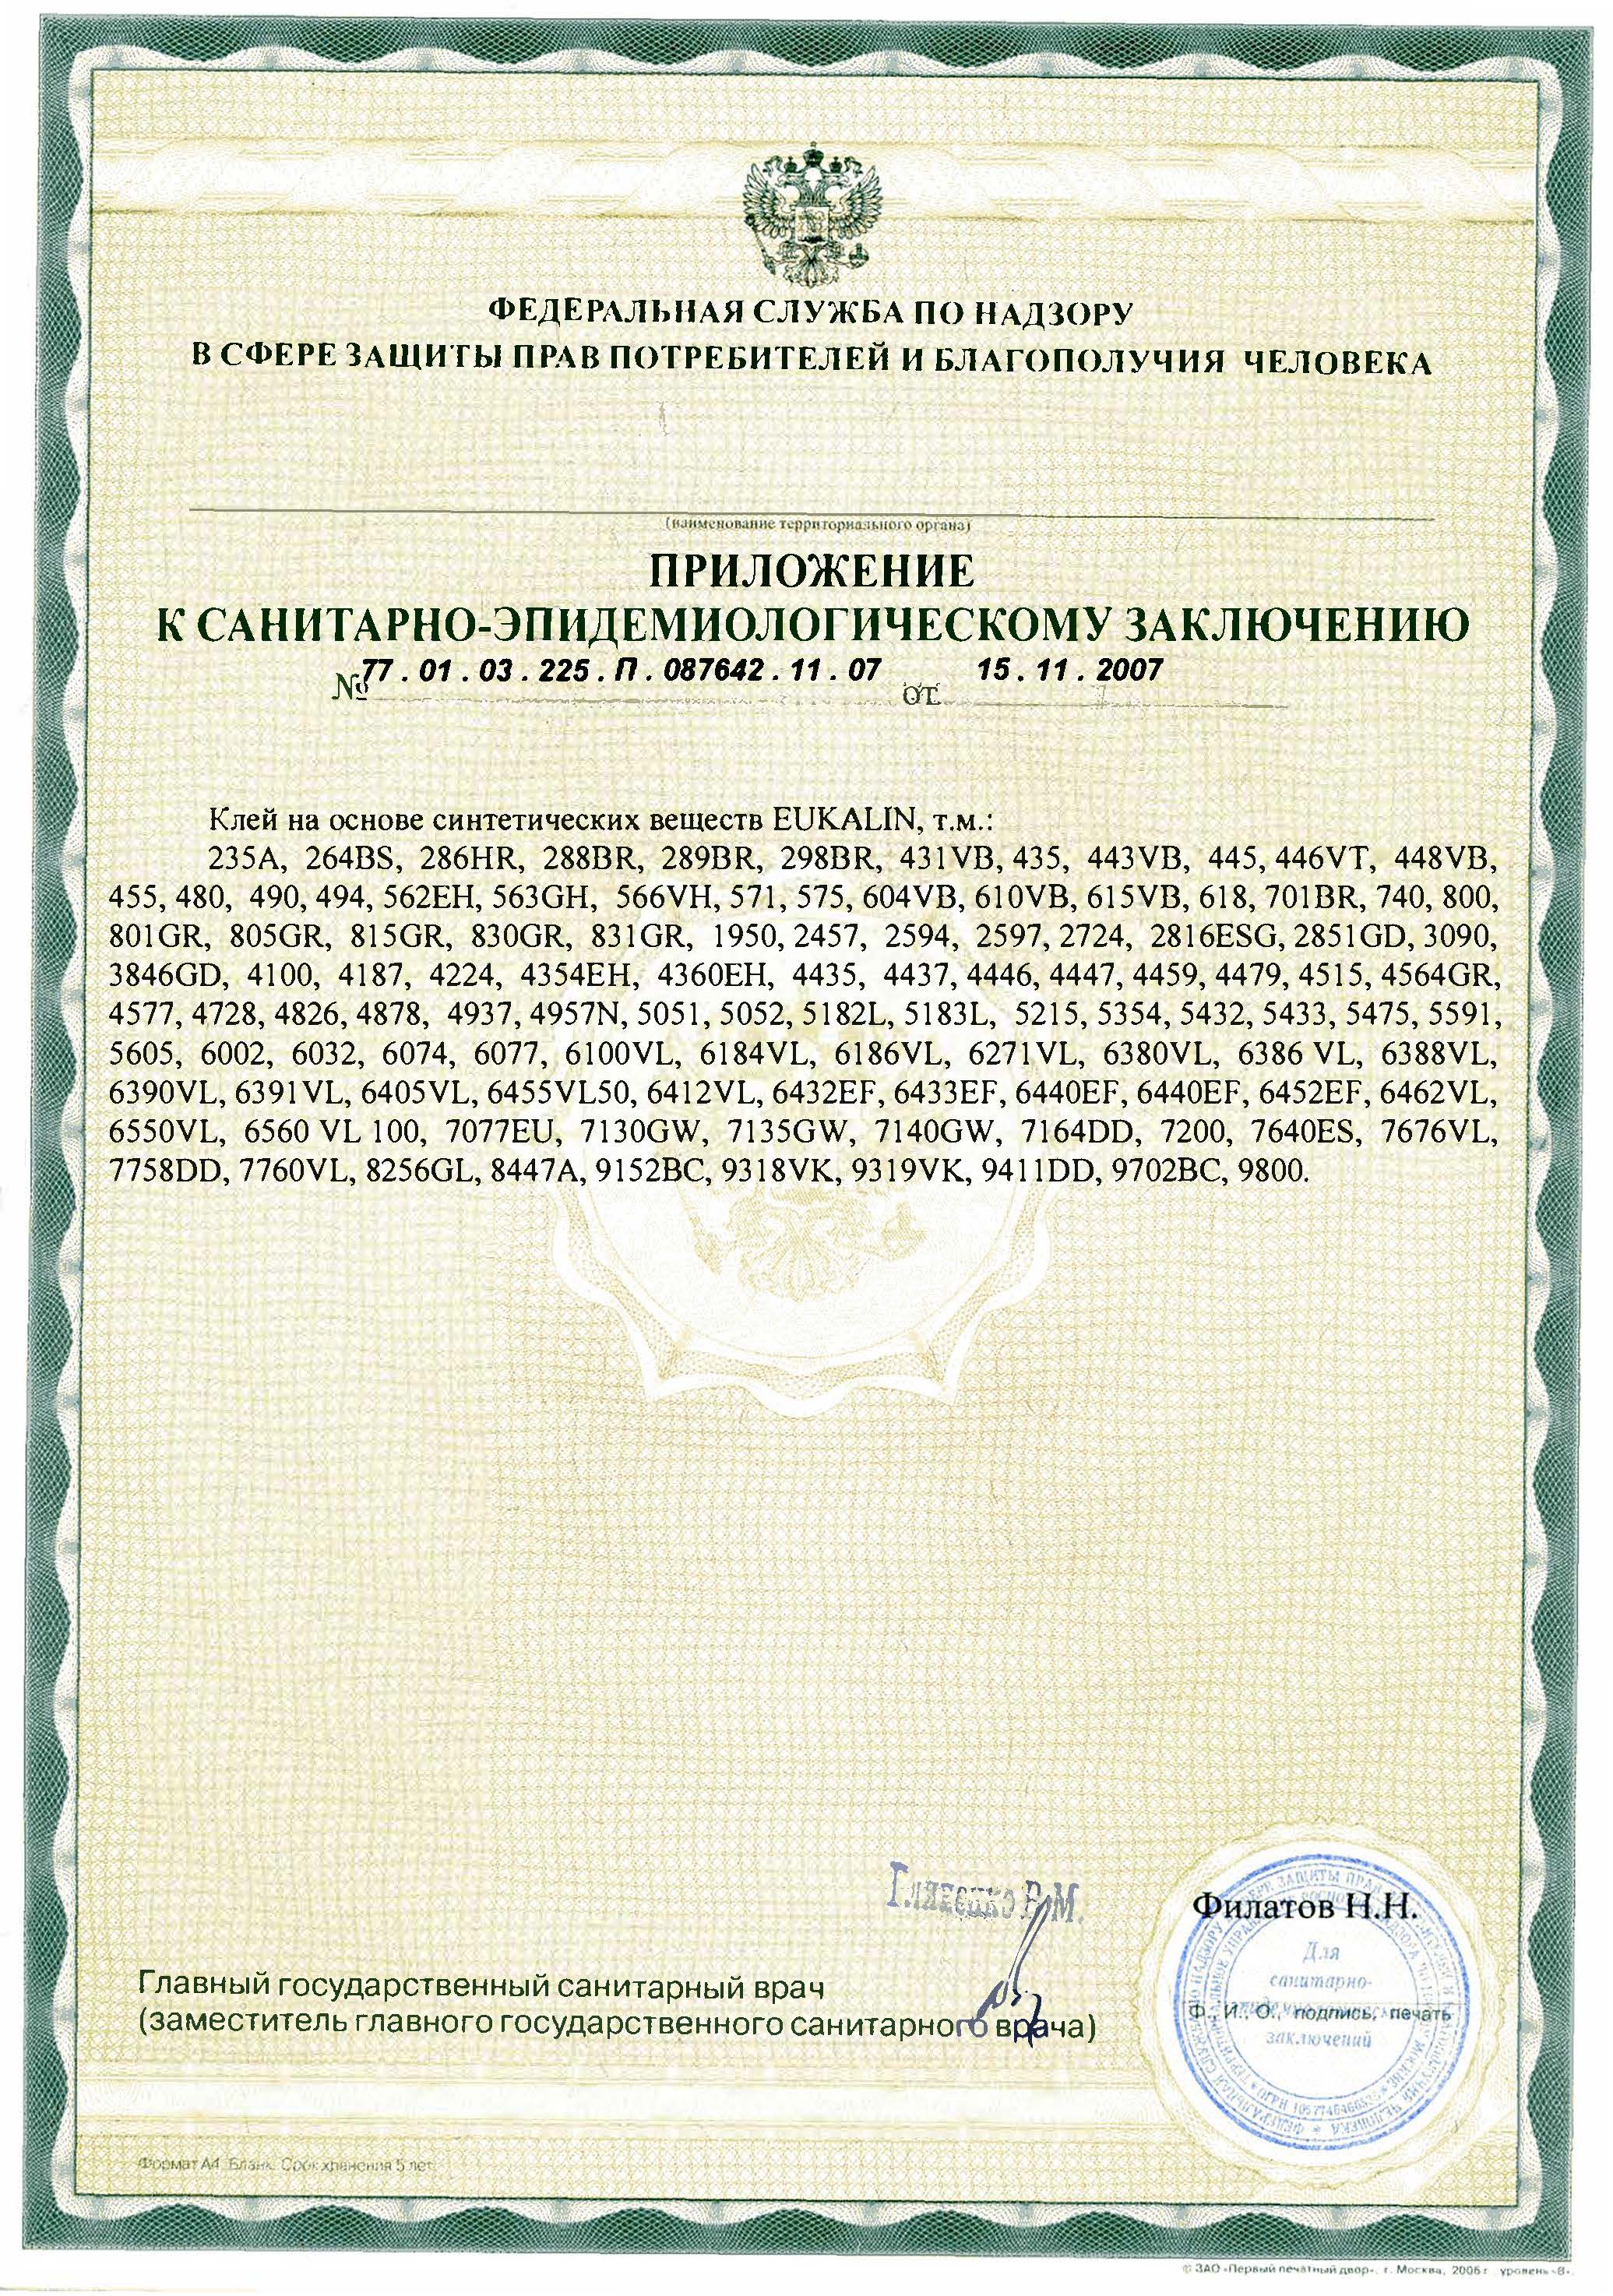 ФЕДЕРАЛЬНАЯ СЛУЖБА ПО НАДЗОРУ
В СФЕРЕ ЗАЩИТЫ ПРАВ ПОТРЕБИТЕЛЕЙ И БЛАГОПОЛУЧИЯ ЧЕЛОВЕКА
(наименование территориального органа)
ПРИЛОЖЕНИЕ
К САНИТАРНО-ЭПИДЕМИОЛОГИЧЕСКОМУ ЗАКЛЮЧЕНИЮ
№ 77.01.03.225.П.087642.11.07 от 15.11.2007
Клей на основе синтетических веществ EUKALIN, т.м.:
235A, 264BS, 286HR, 288BR, 289BR, 298BR, 431VB, 435, 443VB, 445, 446VT, 448VB,
455, 480, 490, 494, 562EH, 563GH, 566VH, 571, 575, 604VB, 610VB, 615VB, 618, 701BR, 740, 800,
801GR, 805GR, 815GR, 830GR, 831GR, 1950, 2457, 2594, 2597, 2724, 2816ESG, 2851GD, 3090,
3846GD, 4100, 4187, 4224, 4354EH, 4360EH, 4435, 4437, 4446, 4447, 4459, 4479, 4515, 4564GR,
4577, 4728, 4826, 4878, 4937, 4957N, 5051, 5052, 5182L, 5183L, 5215, 5354, 5432, 5433, 5475, 5591,
5605, 6002, 6032, 6074, 6077, 6100VL, 6184VL, 6186VL, 6271VL, 6380VL, 6386 VL, 6388VL,
6390VL, 6391VL, 6405VL, 6455VL50, 6412VL, 6432EF, 6433EF, 6440EF, 6440EF, 6452EF, 6462VL,
6550VL, 6560 VL 100, 7077EU, 7130GW, 7135GW, 7140GW, 7164DD, 7200, 7640ES, 7676VL,
7758DD, 7760VL, 8256GL, 8447A, 9152BC, 9318VK, 9319VK, 9411DD, 9702BC, 9800.
Филатов Н.Н.
Главный государственный санитарный врач
(заместитель главного государственного санитарного врача)
Ф. И. О., подпись, печать
Для
санитарно-
заключений
Формат А4. Бланк. Срок хранения 5 лет.
© ЗАО «Первый печатный двор», г. Москва, 2006 г. уровень «В».